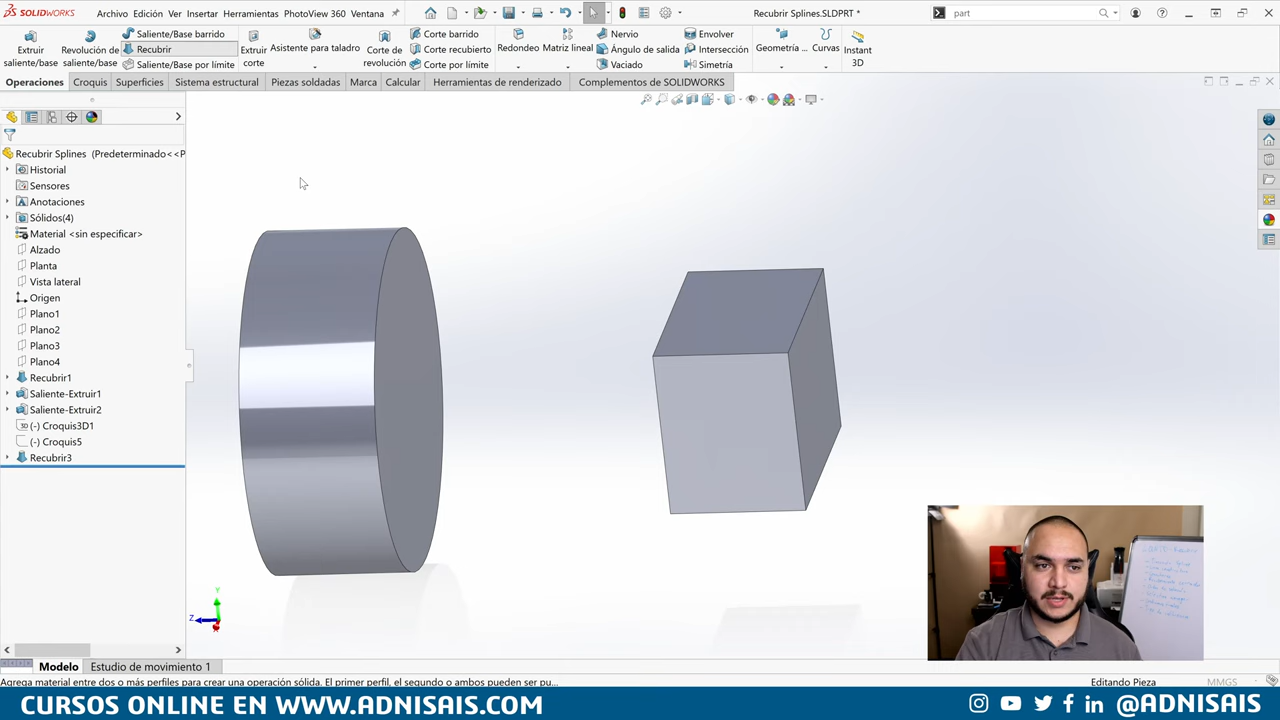 SOLIDWORKS
Archivo Edición Ver Insertar Herramientas PhotoView 360 Ventana
Recubrir Splines.SLDPRT *
part
Extruir saliente/base
Revolución de saliente/base
Saliente/Base barrido
Recubrir
Saliente/Base por límite
Extruir corte
Asistente para taladro
Corte de revolución
Corte barrido
Corte recubierto
Corte por límite
Redondeo
Matriz lineal
Nervio
Ángulo de salida
Vaciado
Envolver
Intersección
Simetría
Geometría ...
Curvas
Instant 3D
Operaciones Croquis Superficies Sistema estructural Piezas soldadas Marca Calcular Herramientas de renderizado Complementos de SOLIDWORKS
Recubrir Splines (Predeterminado<<P
Historial
Sensores
Anotaciones
Sólidos(4)
Material <sin especificar>
Alzado
Planta
Vista lateral
Origen
Plano1
Plano2
Plano3
Plano4
Recubrir1
Saliente-Extruir1
Saliente-Extruir2
3D (-) Croquis3D1
(-) Croquis5
Recubrir3
Y
Z
Modelo Estudio de movimiento 1
Agrega material entre dos o más perfiles para crear una operación sólida. El primer perfil, el segundo o ambos pueden ser pu...
Editando Pieza
MMGS
CURSOS ONLINE EN WWW.ADNISAIS.COM
@ADNISAIS